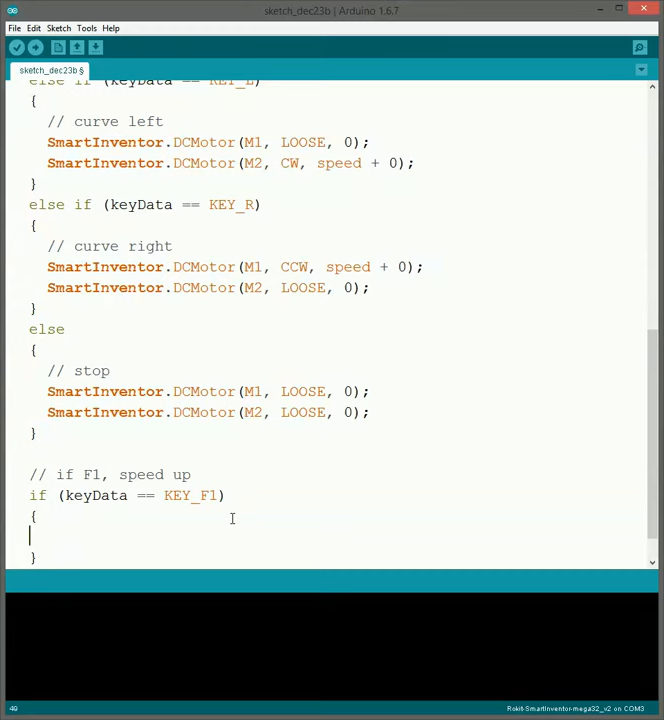 sketch_dec23b | Arduino 1.6.7
File Edit Sketch Tools Help
sketch_dec23b §
else if (keyData == KEY_L)
{
// curve left
SmartInventor.DCMotor(M1, LOOSE, 0);
SmartInventor.DCMotor(M2, CW, speed + 0);
}
else if (keyData == KEY_R)
{
// curve right
SmartInventor.DCMotor(M1, CCW, speed + 0);
SmartInventor.DCMotor(M2, LOOSE, 0);
}
else
{
// stop
SmartInventor.DCMotor(M1, LOOSE, 0);
SmartInventor.DCMotor(M2, LOOSE, 0);
}
// if F1, speed up
if (keyData == KEY_F1)
{
}
49 Rokit-SmartInventor-mega32_v2 on COM3